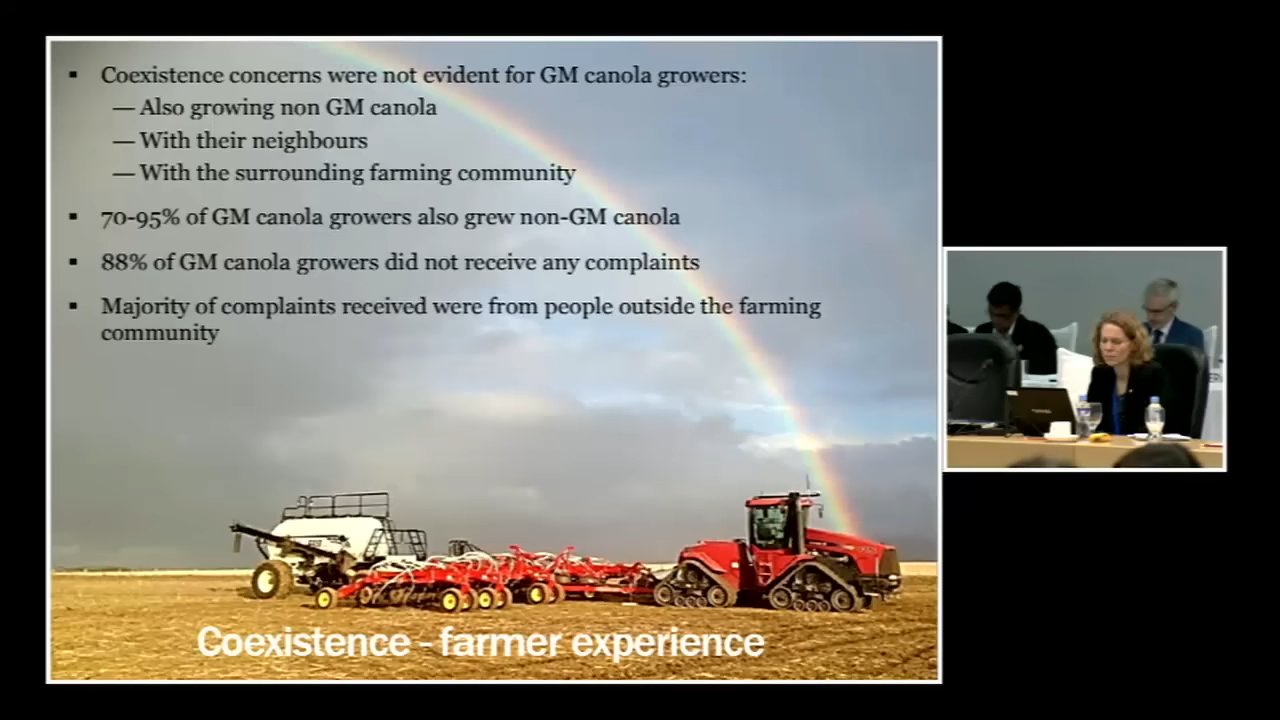 ▪ Coexistence concerns were not evident for GM canola growers:
— Also growing non GM canola
— With their neighbours
— With the surrounding farming community
▪ 70-95% of GM canola growers also grew non-GM canola
▪ 88% of GM canola growers did not receive any complaints
▪ Majority of complaints received were from people outside the farming
community
Coexistence - farmer experience